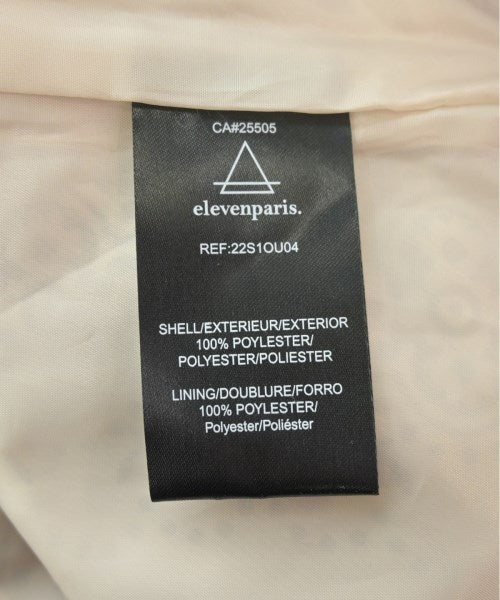 CA#25505
elevenparis.
REF:22S1OU04
SHELL/EXTERIEUR/EXTERIOR
100% POYLESTER/
POLYESTER/POLIESTER
LINING/DOUBLURE/FORRO
100% POYLESTER/
Polyester/Poliéster